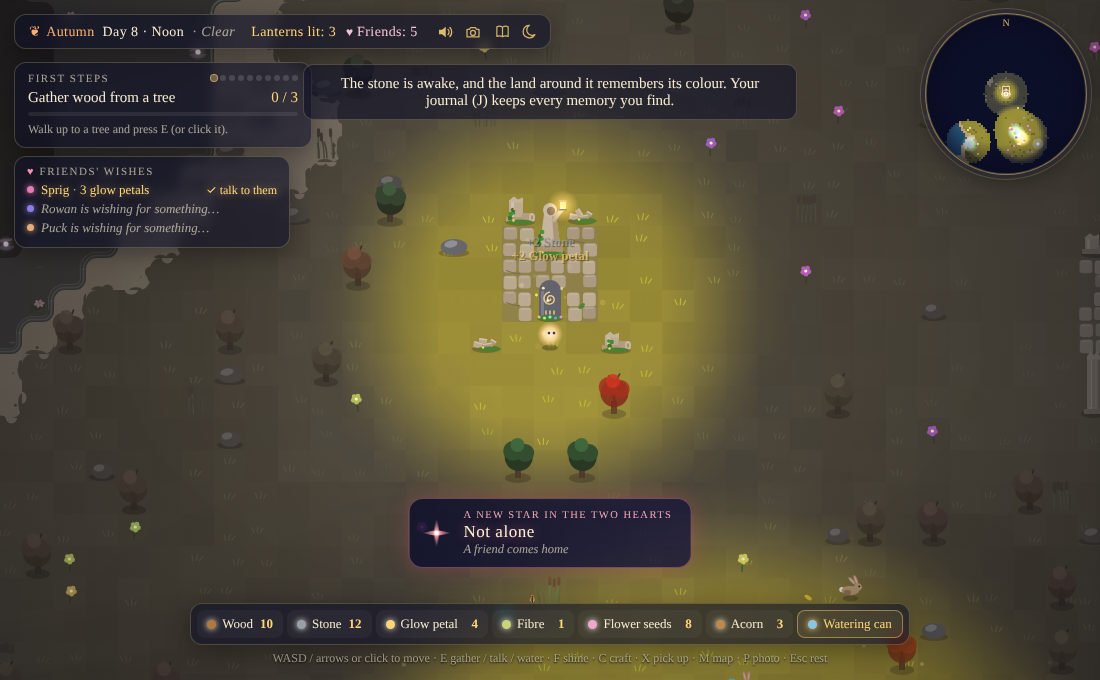 Autumn Day 8 · Noon · Clear Lanterns lit: 3 ♥ Friends: 5
FIRST STEPS
Gather wood from a tree 0 / 3
Walk up to a tree and press E (or click it).
The stone is awake, and the land around it remembers its colour. Your
journal (J) keeps every memory you find.
N
♥ FRIENDS' WISHES
Sprig · 3 glow petals ✓ talk to them
Rowan is wishing for something…
Puck is wishing for something…
+2 Stone
+2 Glow petal
A NEW STAR IN THE TWO HEARTS
Not alone
A friend comes home
Wood 10 Stone 12 Glow petal 4 Fibre 1 Flower seeds 8 Acorn 3 Watering can
WASD / arrows or click to move · E gather / talk / water · F shine · C craft · X pick up · M map · P photo · Esc rest